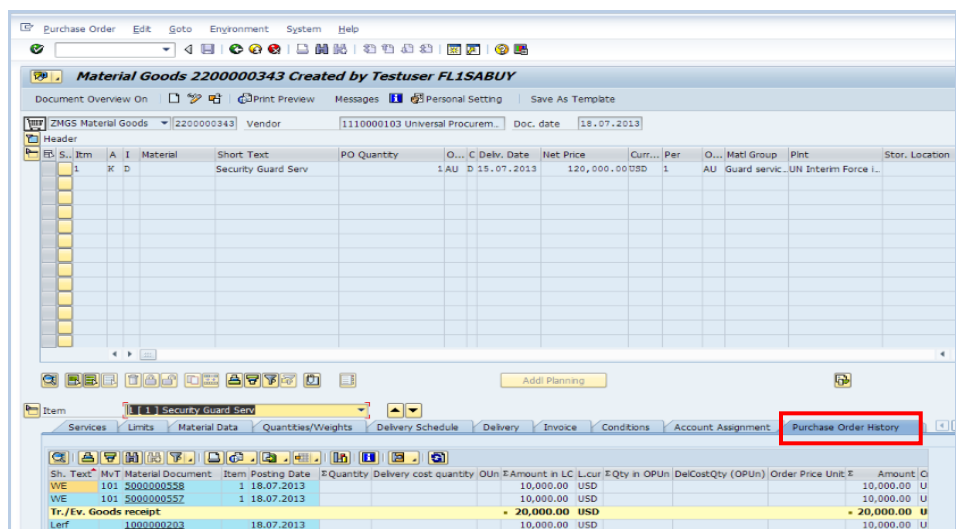 Purchase Order Edit Goto Environment System Help
Material Goods 2200000343 Created by Testuser FL1SABUY
Document Overview On Print Preview Messages Personal Setting Save As Template
ZMGS Material Goods 2200000343 Vendor 1110000103 Universal Procurem.. Doc. date 18.07.2013
Header
S.. Itm A I Material Short Text PO Quantity O... C Delv. Date Net Price Curr... Per O... Matl Group Plnt Stor. Location
1 K D Security Guard Serv 1 AU D 15.07.2013 120,000.00 USD 1 AU Guard servic.. UN Interim Force i..
Addl Planning
Item 1 [ 1 ] Security Guard Serv
Services Limits Material Data Quantities/Weights Delivery Schedule Delivery Invoice Conditions Account Assignment Purchase Order History
Sh. Text MvT Material Document Item Posting Date Σ Quantity Delivery cost quantity OUn Σ Amount in LC L.cur Σ Qty in OPUn DelCostQty (OPUn) Order Price Unit Σ Amount
WE 101 5000000558 1 18.07.2013 10,000.00 USD 10,000.00 U
WE 101 5000000557 1 18.07.2013 10,000.00 USD 10,000.00 U
Tr./Ev. Goods receipt ▪ 20,000.00 USD ▪ 20,000.00 U
Lerf 1000000203 18.07.2013 10,000.00 USD 10,000.00 U